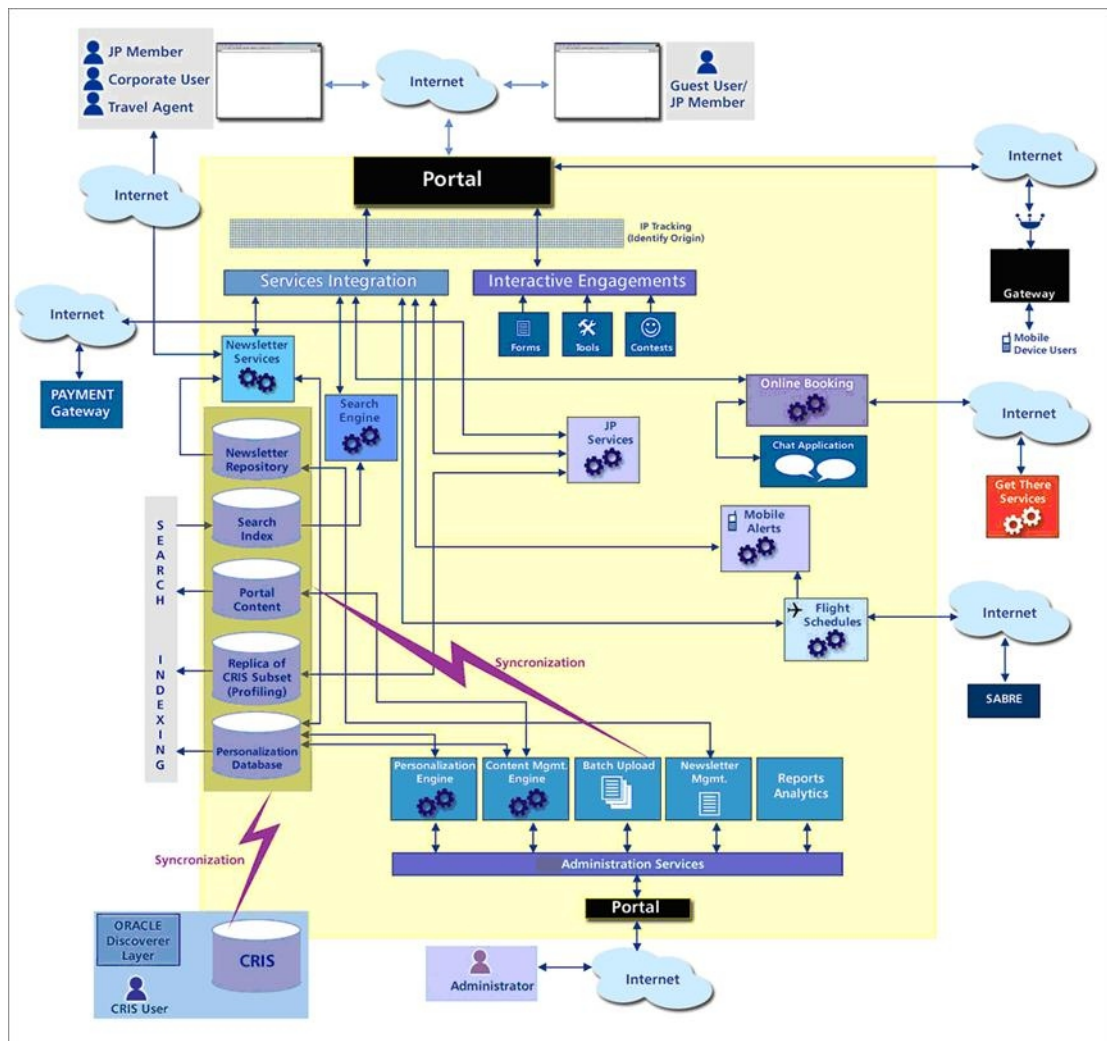 JP Member
Corporate User
Travel Agent
Internet
Guest User/
JP Member
Internet
Internet
Portal
IP Tracking
(Identify Origin)
Services Integration
Interactive Engagements
Gateway
Mobile
Device Users
Internet
Forms
Tools
Contests
Newsletter
Services
PAYMENT
Gateway
Search
Engine
Online Booking
Internet
JP
Services
Chat Application
Newsletter
Repository
Get There
Services
SEARCH INDEXING
Search
Index
Mobile
Alerts
Portal
Content
Flight
Schedules
Internet
Syncronization
Replica of
CRIS Subset
(Profiling)
SABRE
Personalization
Database
Personalization
Engine
Content Mgmt.
Engine
Batch Upload
Newsletter
Mgmt.
Reports
Analytics
Syncronization
Administration Services
Portal
ORACLE
Discoverer
Layer
CRIS
CRIS User
Administrator
Internet